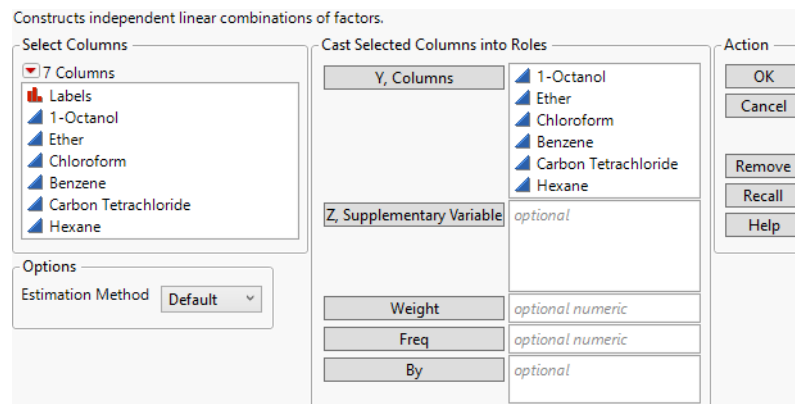 Constructs independent linear combinations of factors.
Select Columns
7 Columns
Labels
1-Octanol
Ether
Chloroform
Benzene
Carbon Tetrachloride
Hexane
Options
Estimation Method Default
Cast Selected Columns into Roles
Y, Columns
1-Octanol
Ether
Chloroform
Benzene
Carbon Tetrachloride
Hexane
Z, Supplementary Variable optional
Weight optional numeric
Freq optional numeric
By optional
Action
OK
Cancel
Remove
Recall
Help